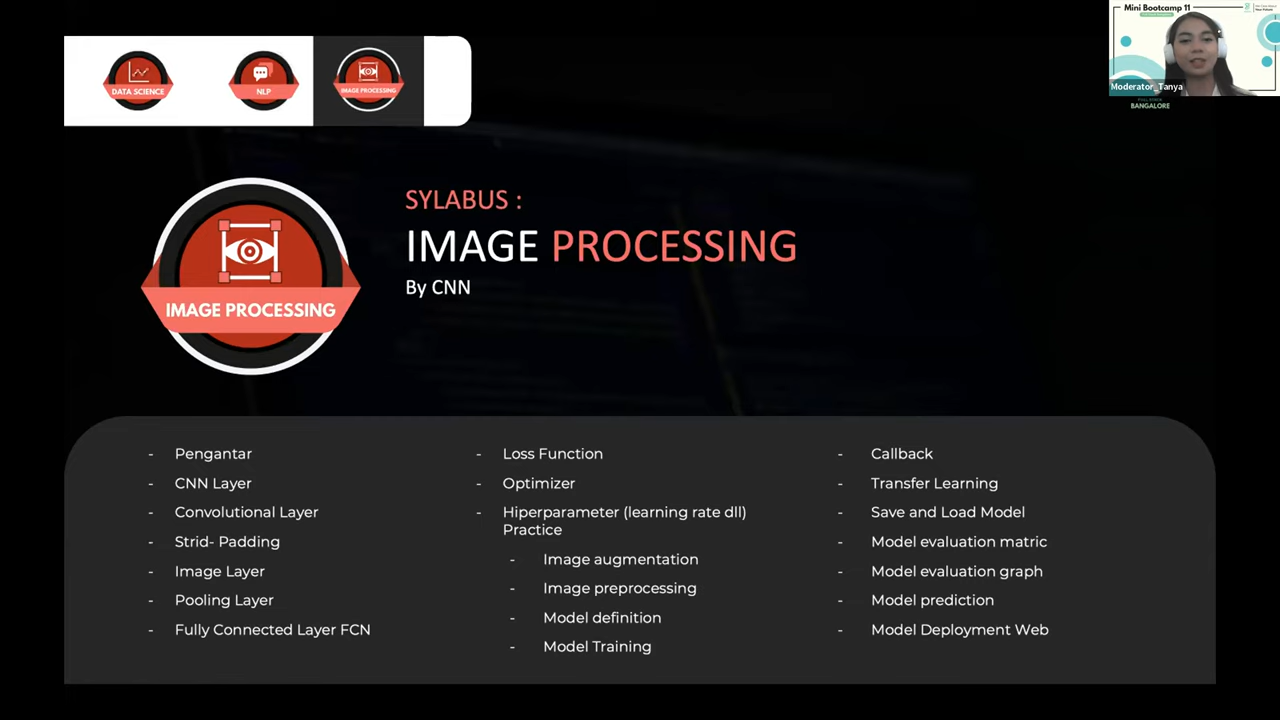 DATA SCIENCE
NLP
IMAGE PROCESSING
Mini Bootcamp 11
Moderator_Tanya
BANGALORE
IMAGE PROCESSING
SYLABUS :
IMAGE PROCESSING
By CNN
- Pengantar
- CNN Layer
- Convolutional Layer
- Strid- Padding
- Image Layer
- Pooling Layer
- Fully Connected Layer FCN
- Loss Function
- Optimizer
- Hiperparameter (learning rate dll)
Practice
- Image augmentation
- Image preprocessing
- Model definition
- Model Training
- Callback
- Transfer Learning
- Save and Load Model
- Model evaluation matric
- Model evaluation graph
- Model prediction
- Model Deployment Web